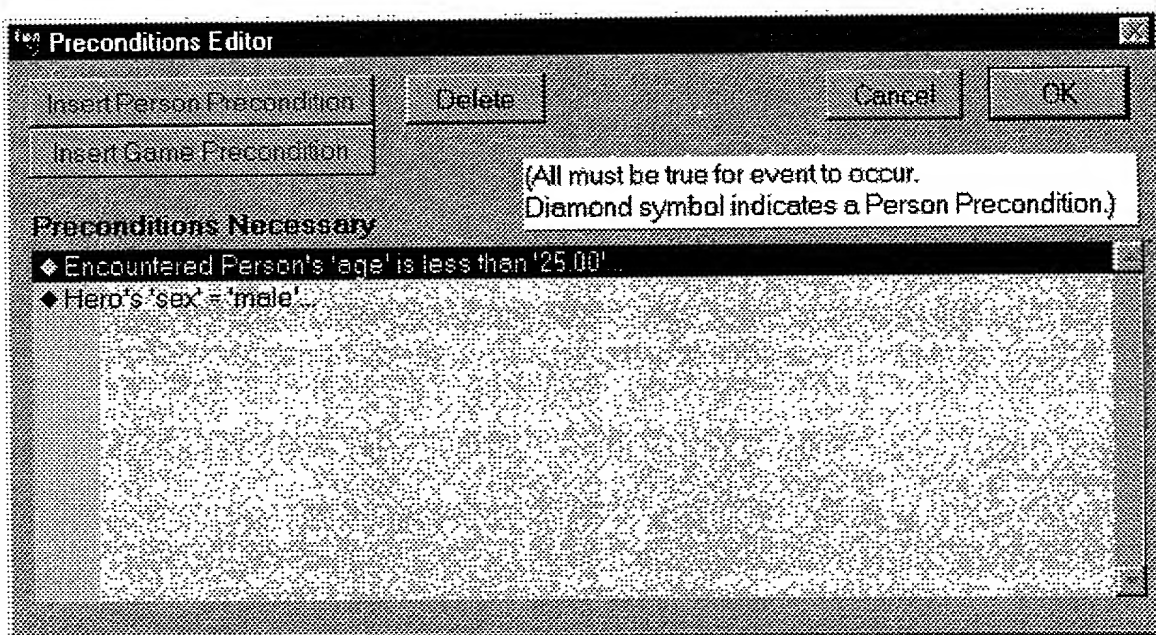 Preconditions Editor
Insert Person Precondition
Delete
Cancel
OK
Insert Game Precondition
(All must be true for event to occur.
Diamond symbol indicates a Person Precondition.)
Preconditions Necessary
◆ Encountered Person's 'age' is less than '25.00'...
◆ Hero's 'sex' = 'male'...